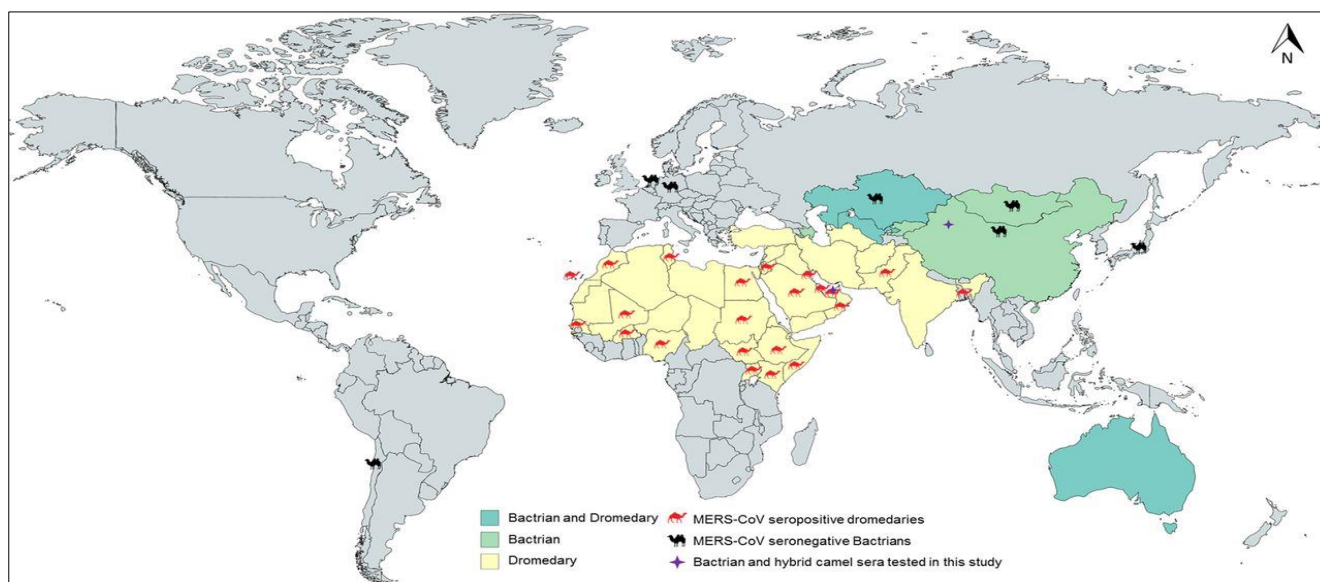 N
Bactrian and Dromedary
Bactrian
Dromedary
MERS-CoV seropositive dromedaries
MERS-CoV seronegative Bactrians
Bactrian and hybrid camel sera tested in this study